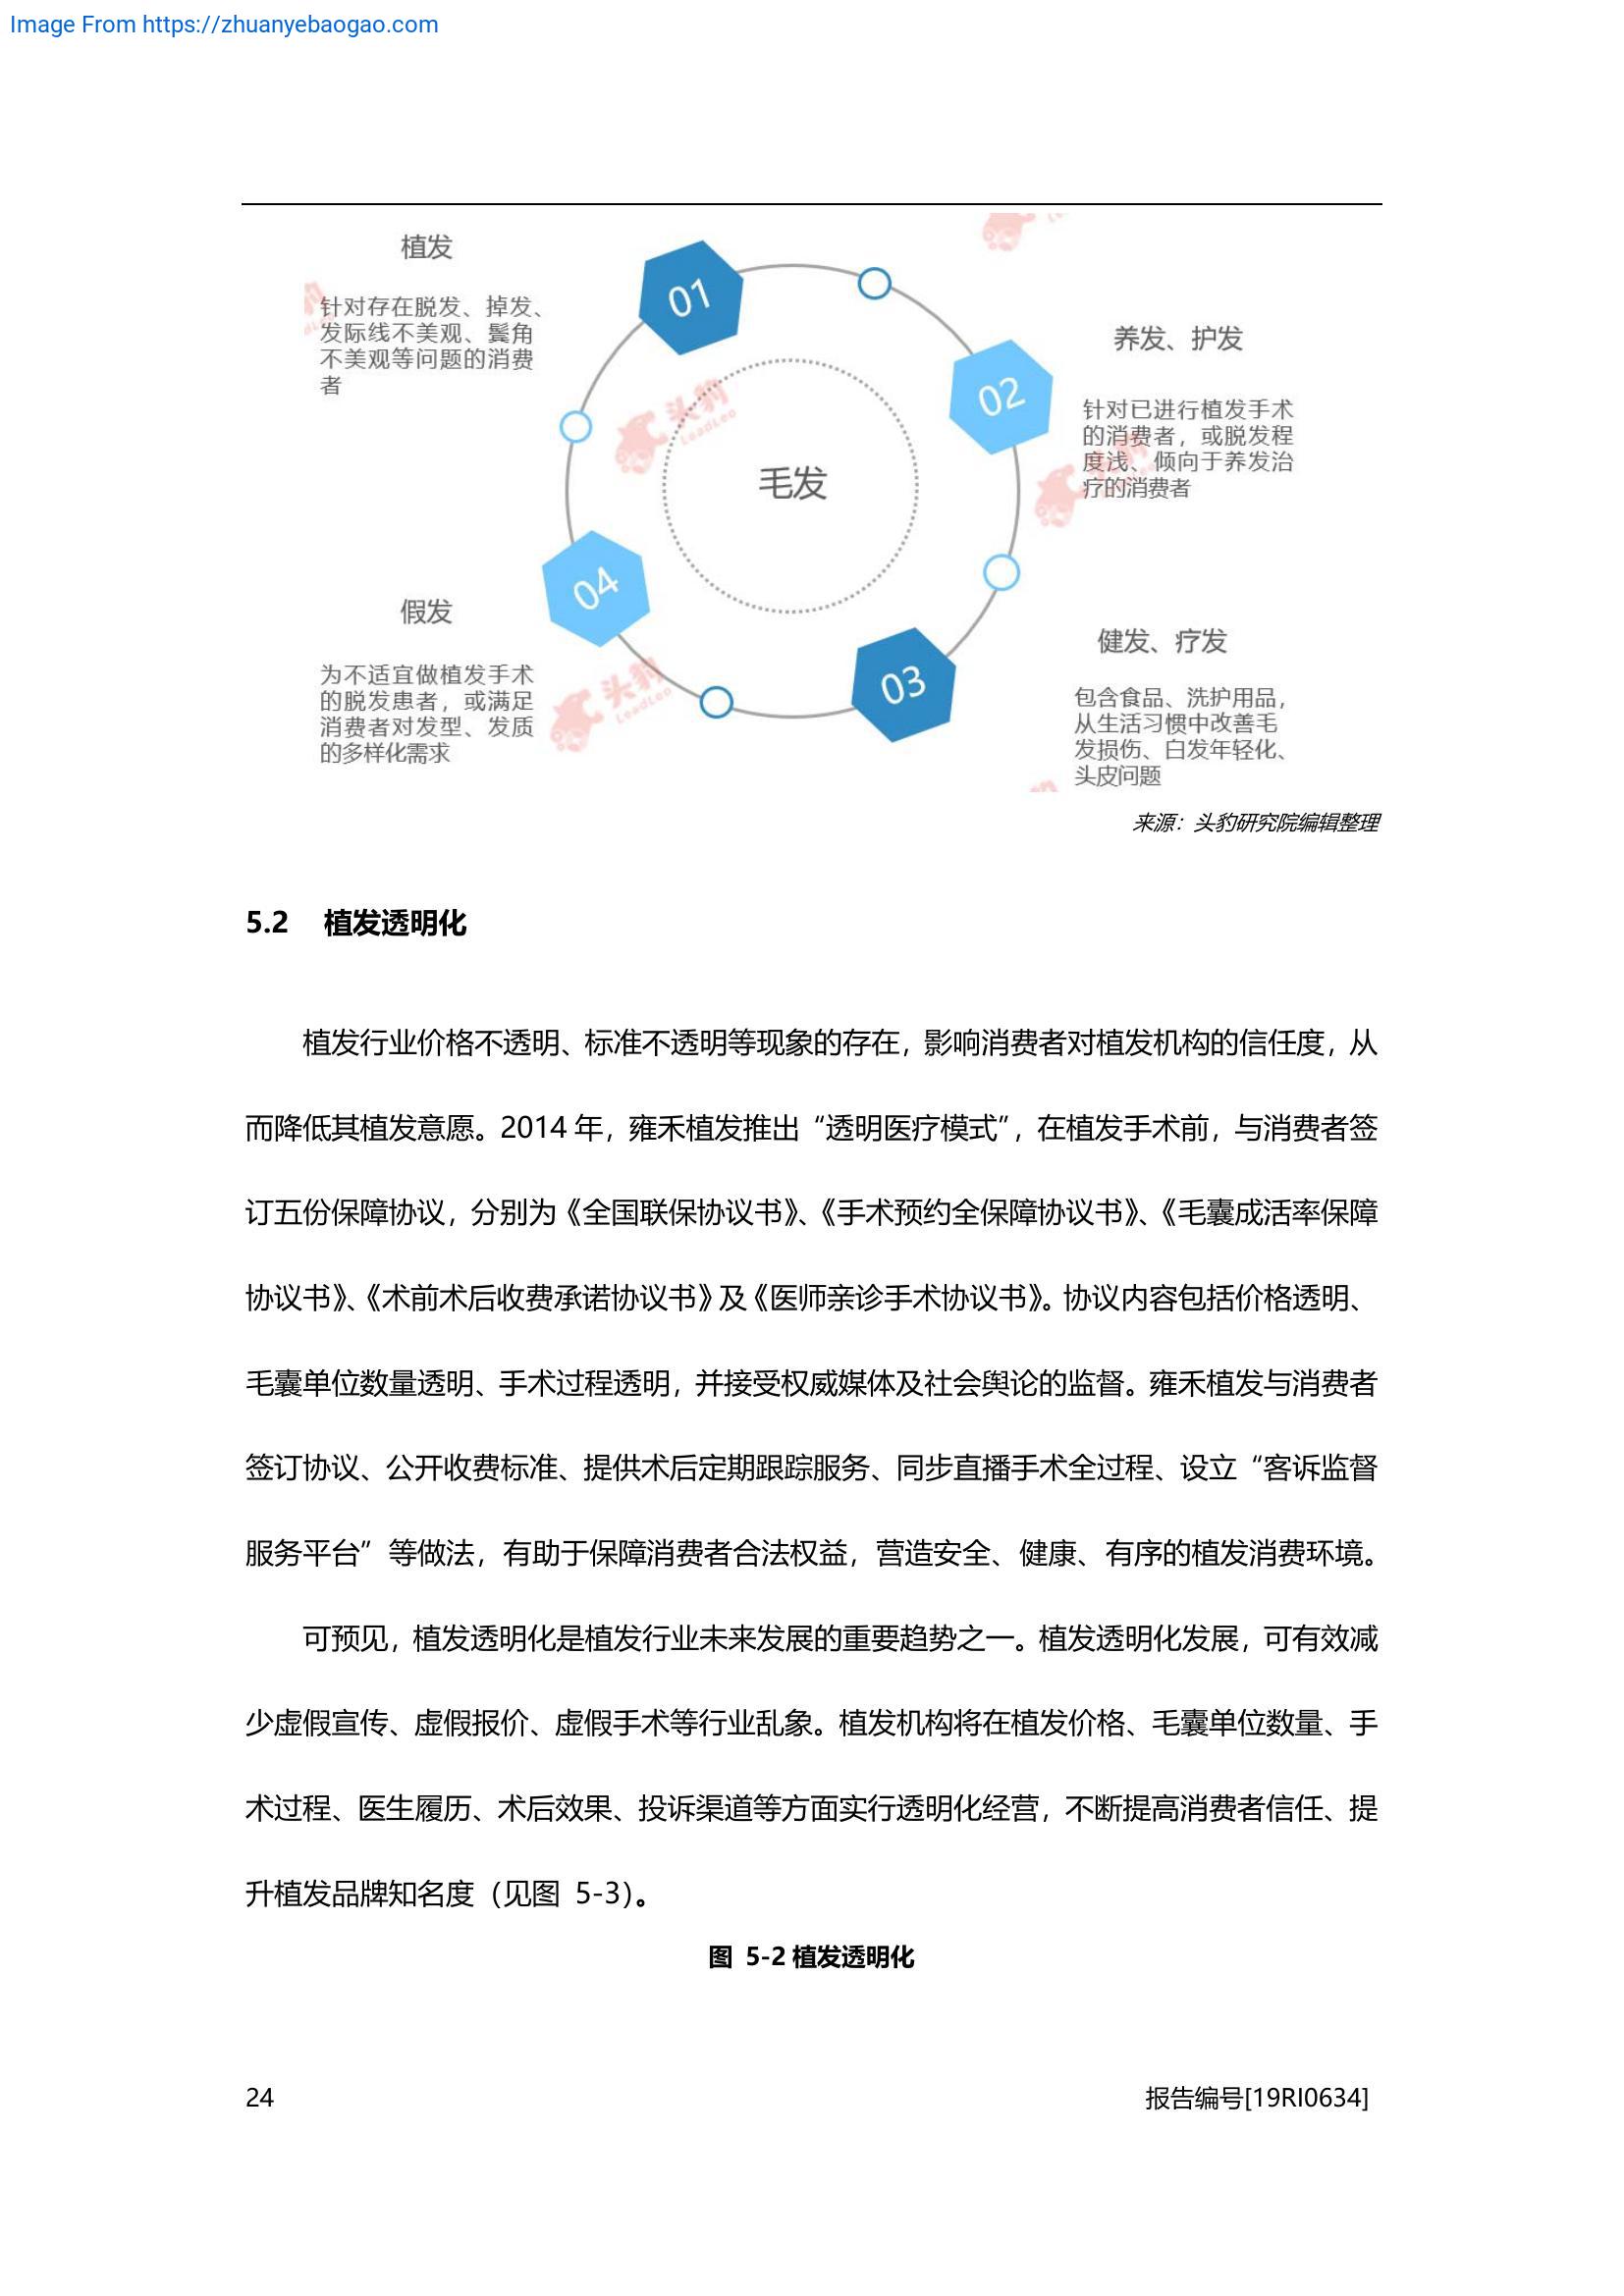 Image From https://zhuanyebaogao.com
植发
针对存在脱发、掉发、
发际线不美观、鬓角
不美观等问题的消费
者
01
02
养发、护发
针对已进行植发手术
的消费者，或脱发程
度浅、倾向于养发治
疗的消费者
毛发
头豹
LeadLeo
04
假发
为不适宜做植发手术
的脱发患者，或满足
消费者对发型、发质
的多样化需求
头豹
LeadLeo
03
健发、疗发
包含食品、洗护用品，
从生活习惯中改善毛
发损伤、白发年轻化、
头皮问题
来源：头豹研究院编辑整理
5.2 植发透明化
植发行业价格不透明、标准不透明等现象的存在，影响消费者对植发机构的信任度，从
而降低其植发意愿。2014 年，雍禾植发推出“透明医疗模式”，在植发手术前，与消费者签
订五份保障协议，分别为《全国联保协议书》、《手术预约全保障协议书》、《毛囊成活率保障
协议书》、《术前术后收费承诺协议书》及《医师亲诊手术协议书》。协议内容包括价格透明、
毛囊单位数量透明、手术过程透明，并接受权威媒体及社会舆论的监督。雍禾植发与消费者
签订协议、公开收费标准、提供术后定期跟踪服务、同步直播手术全过程、设立“客诉监督
服务平台”等做法，有助于保障消费者合法权益，营造安全、健康、有序的植发消费环境。
可预见，植发透明化是植发行业未来发展的重要趋势之一。植发透明化发展，可有效减
少虚假宣传、虚假报价、虚假手术等行业乱象。植发机构将在植发价格、毛囊单位数量、手
术过程、医生履历、术后效果、投诉渠道等方面实行透明化经营，不断提高消费者信任、提
升植发品牌知名度（见图 5-3）。
图 5-2 植发透明化
24
报告编号[19RI0634]